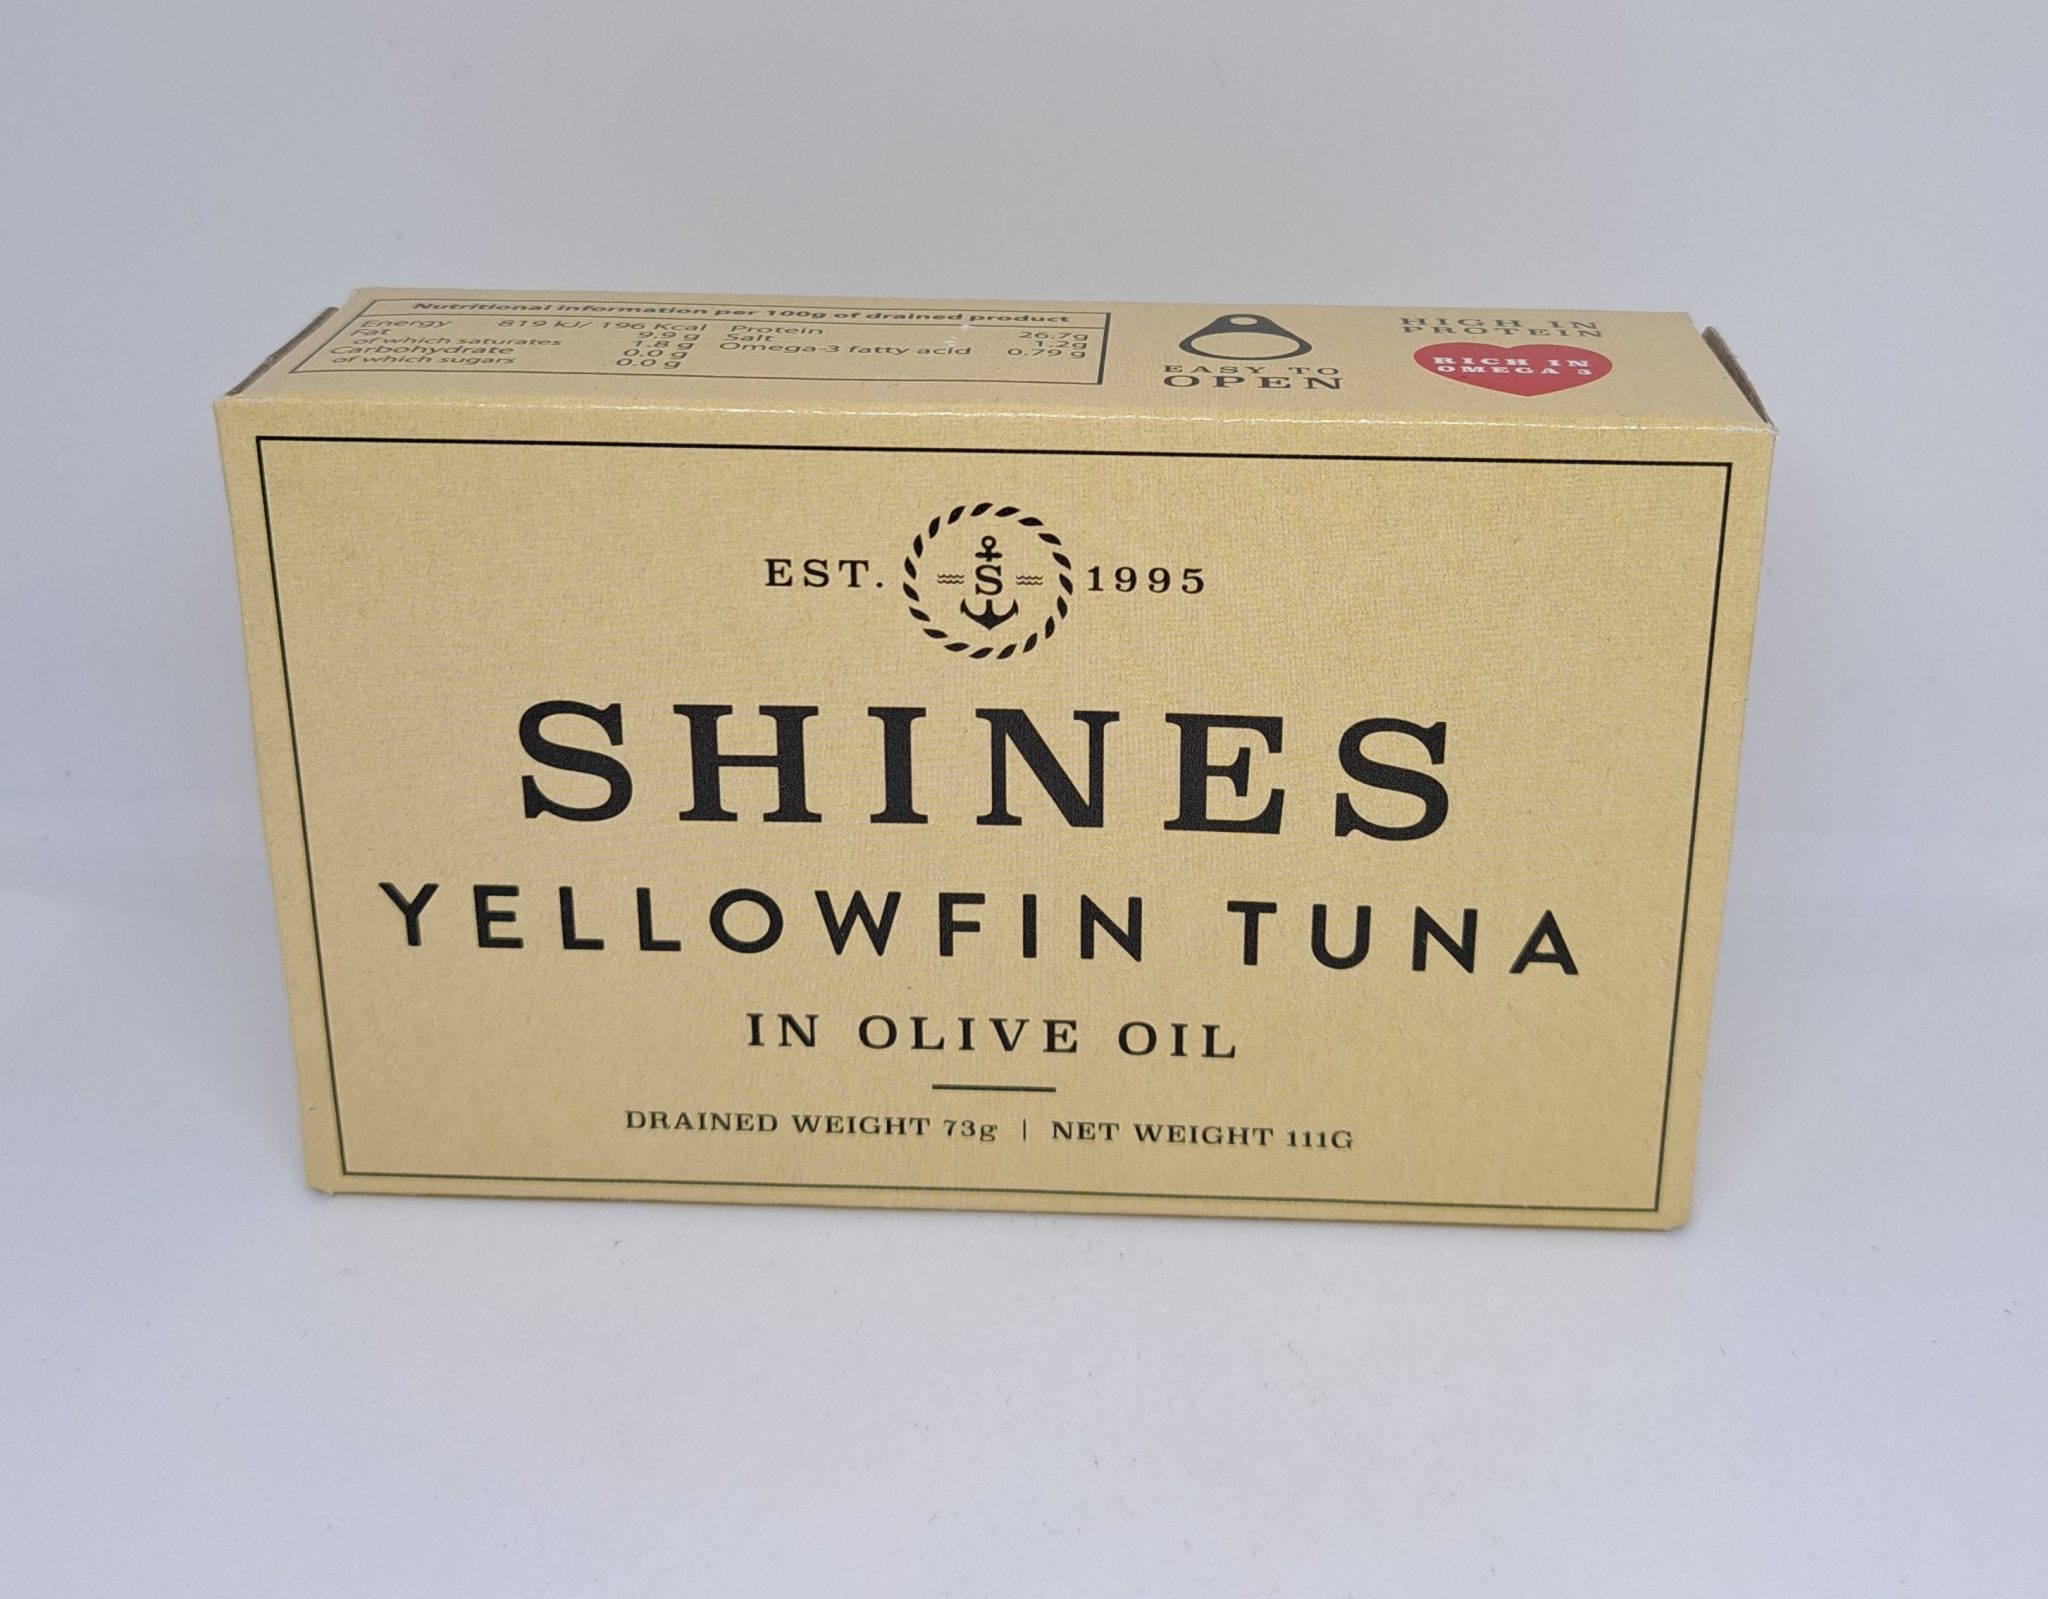 Nutritional information per 100g of drained product
Energy 819 kJ/ 196 Kcal
Fat 9.9 g
of which saturates 1.8 g
Carbohydrate 0.0 g
of which sugars 0.0 g
Protein 26.7g
Salt 1.2g
Omega-3 fatty acid 0.79 g
EASY TO
OPEN
HIGH IN
PROTEIN
RICH IN
OMEGA 3
EST. S 1995
SHINES
YELLOWFIN TUNA
IN OLIVE OIL
DRAINED WEIGHT 73g | NET WEIGHT 111G